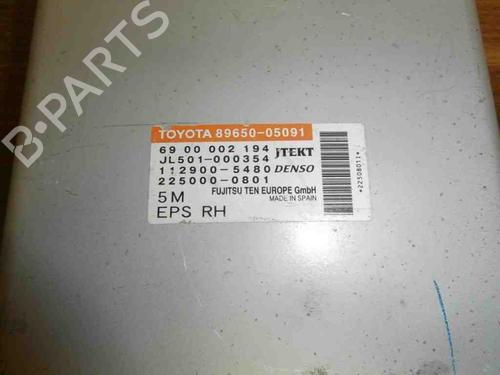 TOYOTA 89650-05091
69 00 002 194 JTEKT
JL501-000354
112900-5480 DENSO
225000-0801
FUJITSU TEN EUROPE GmbH
5M MADE IN SPAIN
EPS RH
*22508011*
B-PARTS